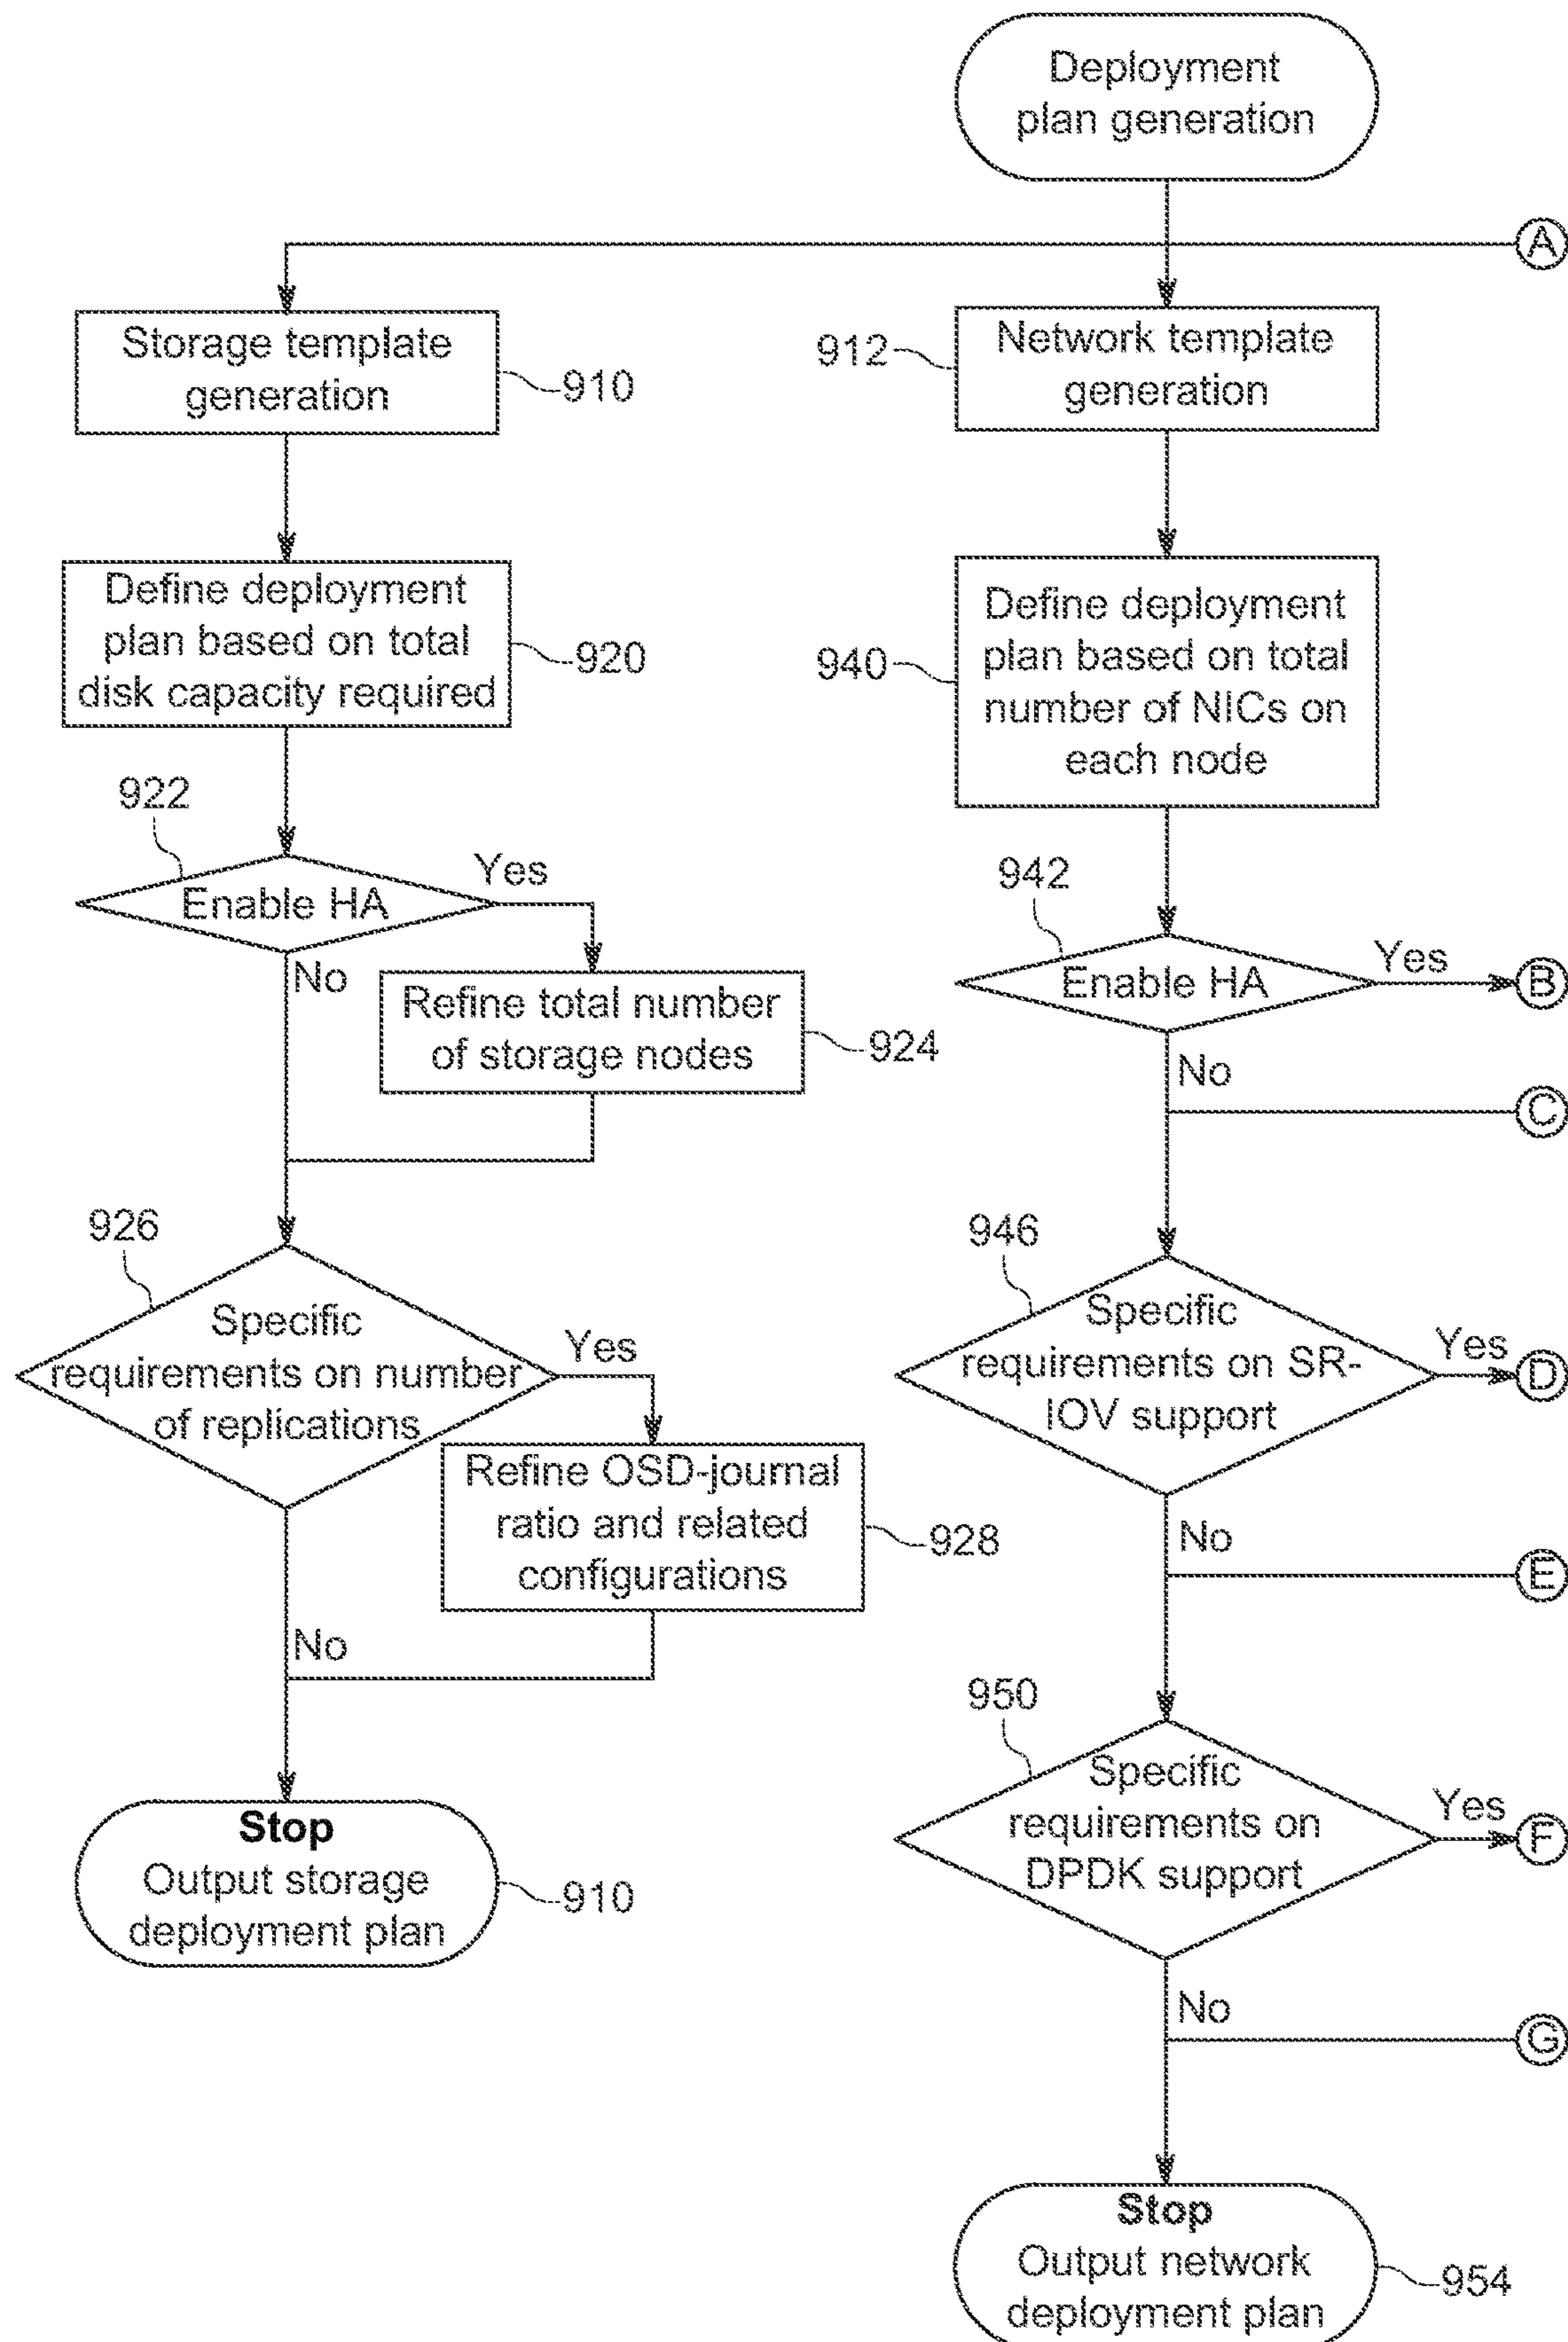 Deployment
plan generation
A
Storage template
generation
910
912
Network template
generation
Define deployment
plan based on total
disk capacity required
920
940
Define deployment
plan based on total
number of NICs on
each node
922
Enable HA
Yes
No
Refine total number
of storage nodes
924
942
Enable HA
Yes
B
No
C
926
Specific
requirements on number
of replications
Yes
Refine OSD-journal
ratio and related
configurations
928
No
946
Specific
requirements on SR-
IOV support
Yes
D
No
E
950
Specific
requirements on
DPDK support
Yes
F
No
G
Stop
Output storage
deployment plan
910
Stop
Output network
deployment plan
954